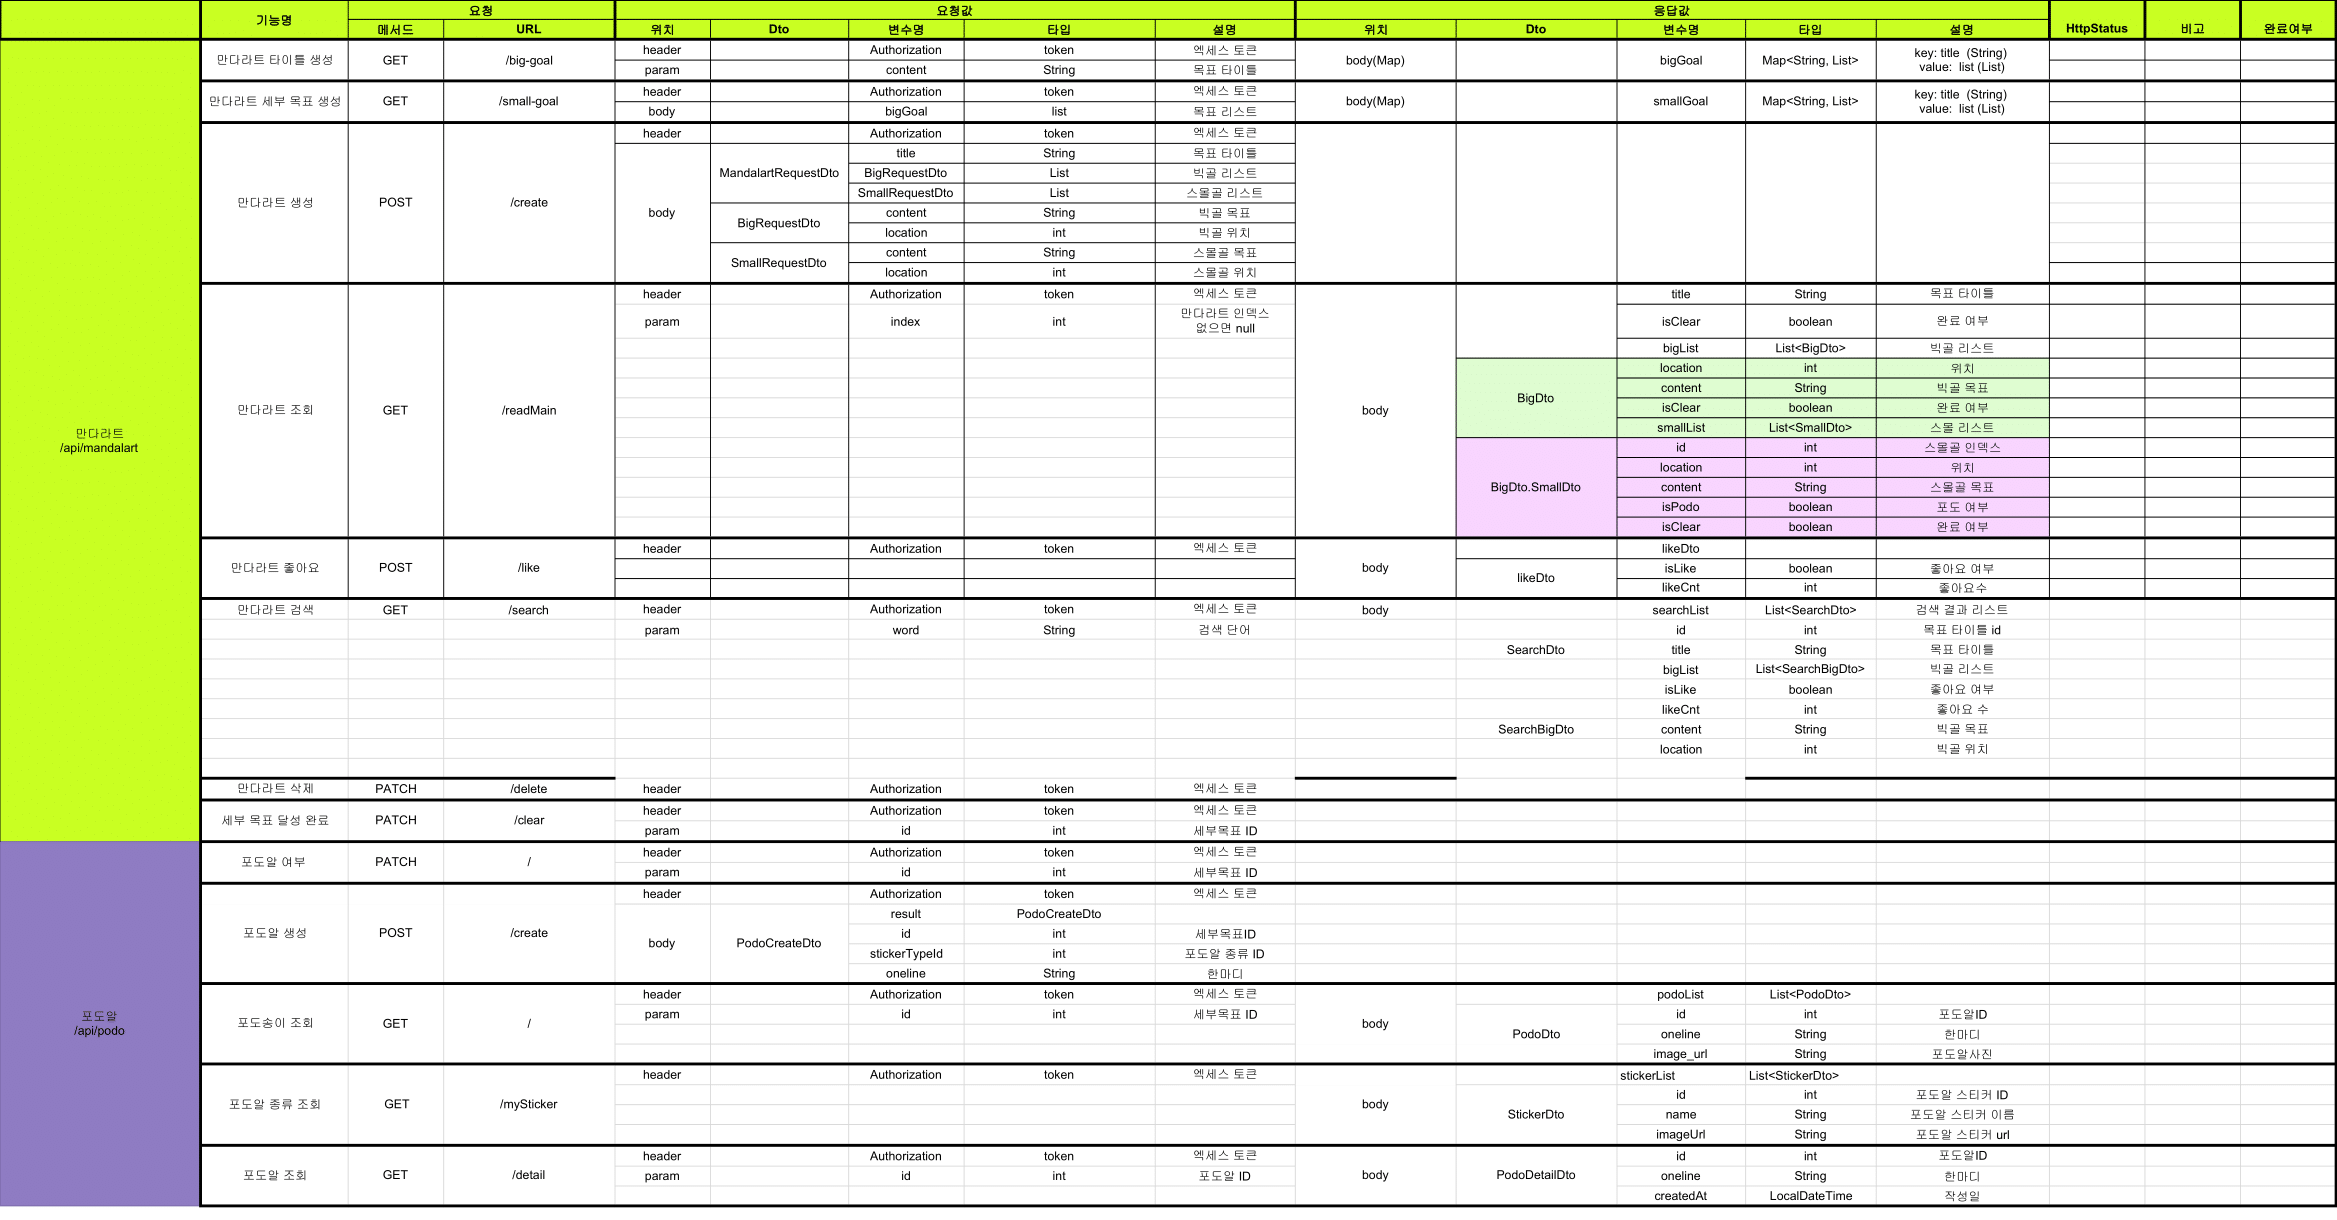 기능명 요청 요청값 응답값 HttpStatus 비고 완료여부
메서드 URL 위치 Dto 변수명 타입 설명 위치 Dto 변수명 타입 설명
만다라트
/api/mandalart
만다라트 타이틀 생성 GET /big-goal header Authorization token 엑세스 토큰 body(Map) bigGoal Map<String, List> key: title (String)
value: list (List)
param content String 목표 타이틀
만다라트 세부 목표 생성 GET /small-goal header Authorization token 엑세스 토큰 body(Map) smallGoal Map<String, List> key: title (String)
value: list (List)
body bigGoal list 목표 리스트
만다라트 생성 POST /create header Authorization token 엑세스 토큰
body MandalartRequestDto title String 목표 타이틀
BigRequestDto List 빅골 리스트
SmallRequestDto List 스몰골 리스트
BigRequestDto content String 빅골 목표
location int 빅골 위치
SmallRequestDto content String 스몰골 목표
location int 스몰골 위치
만다라트 조회 GET /readMain header Authorization token 엑세스 토큰 body title String 목표 타이틀
param index int 만다라트 인덱스
없으면 null
isClear boolean 완료 여부
bigList List<BigDto> 빅골 리스트
BigDto location int 위치
content String 빅골 목표
isClear boolean 완료 여부
smallList List<SmallDto> 스몰 리스트
BigDto.SmallDto id int 스몰골 인덱스
location int 위치
content String 스몰골 목표
isPodo boolean 포도 여부
isClear boolean 완료 여부
만다라트 좋아요 POST /like header Authorization token 엑세스 토큰 body likeDto
likeDto isLike boolean 좋아요 여부
likeCnt int 좋아요수
만다라트 검색 GET /search header Authorization token 엑세스 토큰 body searchList List<SearchDto> 검색 결과 리스트
param word String 검색 단어 id int 목표 타이틀 id
SearchDto title String 목표 타이틀
bigList List<SearchBigDto> 빅골 리스트
isLike boolean 좋아요 여부
likeCnt int 좋아요 수
SearchBigDto content String 빅골 목표
location int 빅골 위치
만다라트 삭제 PATCH /delete header Authorization token 엑세스 토큰
세부 목표 달성 완료 PATCH /clear header Authorization token 엑세스 토큰
param id int 세부목표 ID
포도알
/api/podo
포도알 여부 PATCH / header Authorization token 엑세스 토큰
param id int 세부목표 ID
포도알 생성 POST /create header Authorization token 엑세스 토큰
body PodoCreateDto result PodoCreateDto
id int 세부목표ID
stickerTypeId int 포도알 종류 ID
oneline String 한마디
포도송이 조회 GET / header Authorization token 엑세스 토큰 body podoList List<PodoDto>
param id int 세부목표 ID PodoDto id int 포도알ID
oneline String 한마디
image_url String 포도알사진
포도알 종류 조회 GET /mySticker header Authorization token 엑세스 토큰 body stickerList List<StickerDto>
StickerDto id int 포도알 스티커 ID
name String 포도알 스티커 이름
imageUrl String 포도알 스티커 url
포도알 조회 GET /detail header Authorization token 엑세스 토큰 body PodoDetailDto id int 포도알ID
param id int 포도알 ID oneline String 한마디
createdAt LocalDateTime 작성일